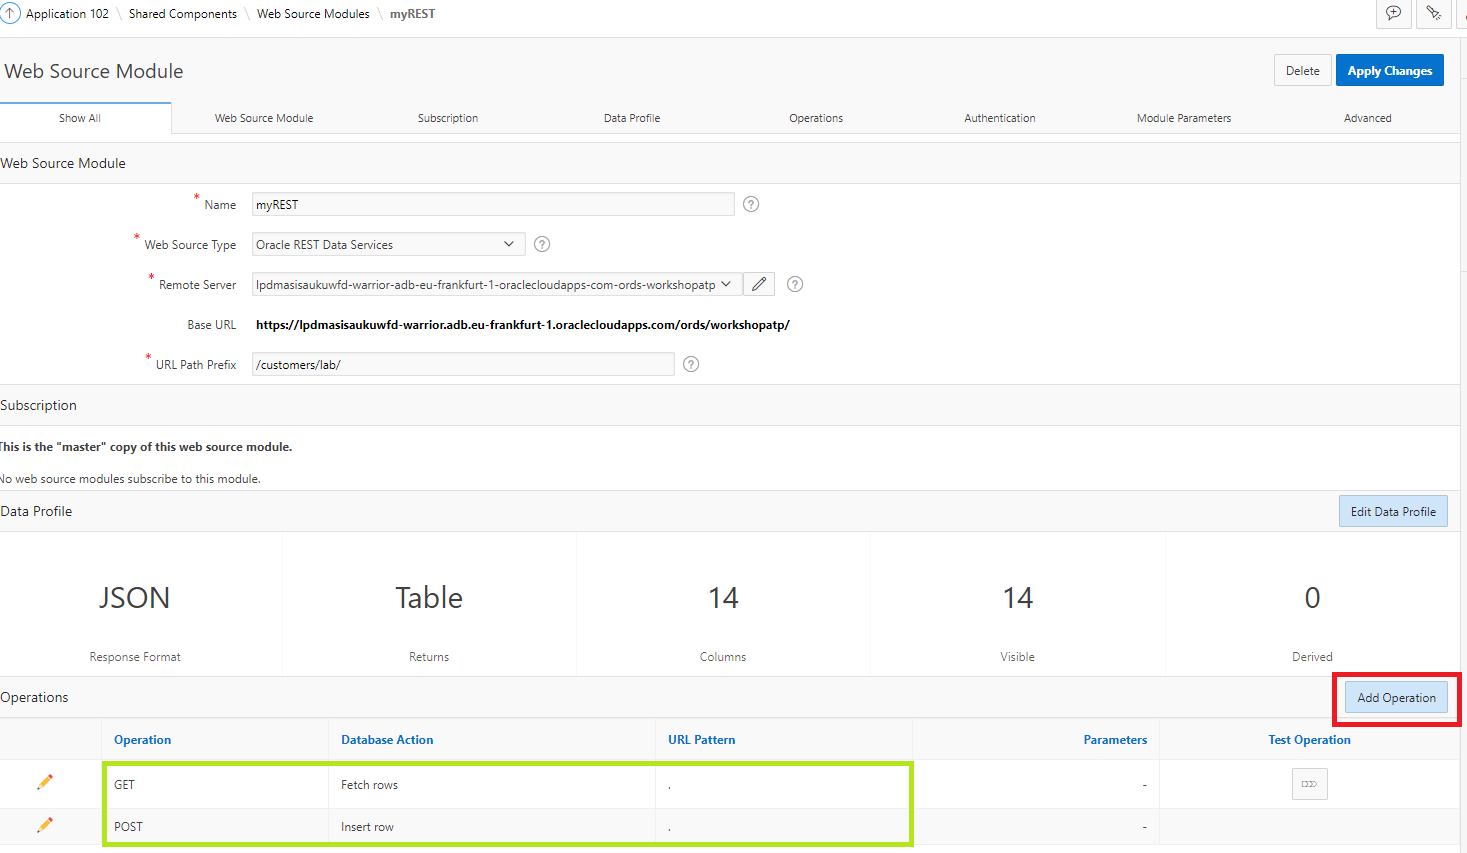 Application 102 \ Shared Components \ Web Source Modules \ myREST
Web Source Module
Delete
Apply Changes
Show All
Web Source Module
Subscription
Data Profile
Operations
Authentication
Module Parameters
Advanced
Web Source Module
* Name
myREST
?
* Web Source Type
Oracle REST Data Services
?
* Remote Server
lpdmasisaukuwfd-warrior-adb-eu-frankfurt-1-oraclecloudapps-com-ords-workshopatp
?
Base URL
https://lpdmasisaukuwfd-warrior.adb.eu-frankfurt-1.oraclecloudapps.com/ords/workshopatp/
* URL Path Prefix
/customers/lab/
?
Subscription
This is the "master" copy of this web source module.
No web source modules subscribe to this module.
Data Profile
Edit Data Profile
JSON
Response Format
Table
Returns
14
Columns
14
Visible
0
Derived
Operations
Add Operation
Operation Database Action URL Pattern Parameters Test Operation
GET Fetch rows . -
POST Insert row . -